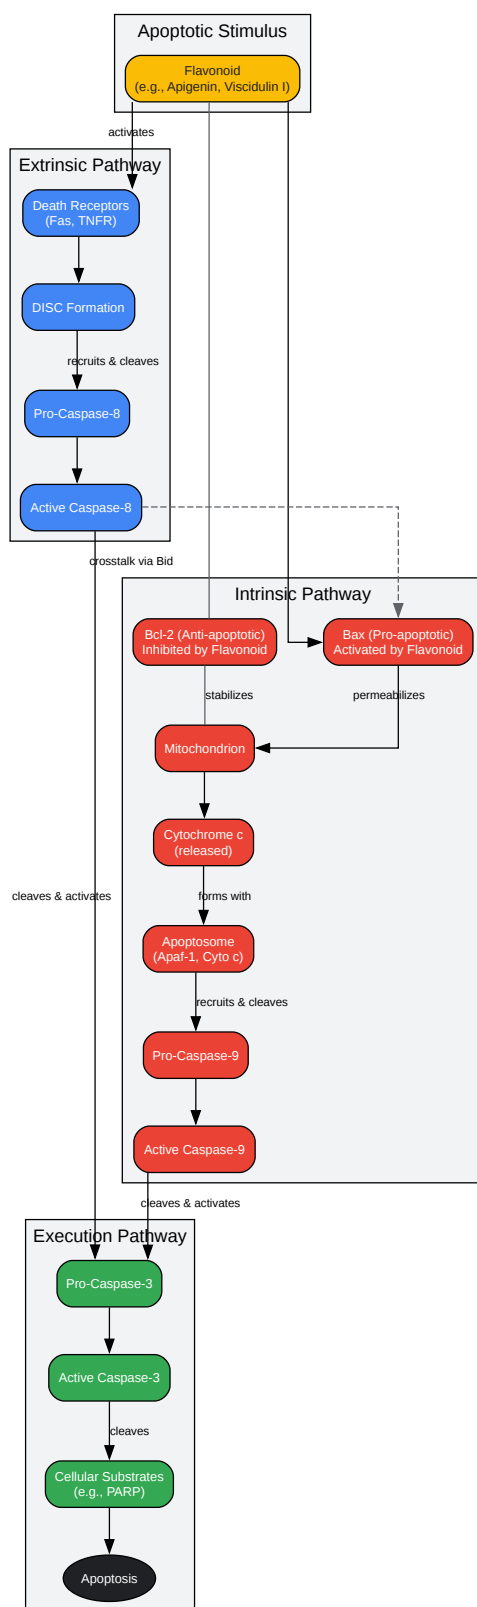 Apoptotic Stimulus
Flavonoid
(e.g., Apigenin, Viscidulin I)
activates
Extrinsic Pathway
Death Receptors
(Fas, TNFR)
DISC Formation
recruits & cleaves
Pro-Caspase-8
Active Caspase-8
crosstalk via Bid
Intrinsic Pathway
Bcl-2 (Anti-apoptotic)
Inhibited by Flavonoid
Bax (Pro-apoptotic)
Activated by Flavonoid
stabilizes
permeabilizes
Mitochondrion
Cytochrome c
(released)
cleaves & activates
forms with
Apoptosome
(Apaf-1, Cyto c)
recruits & cleaves
Pro-Caspase-9
Active Caspase-9
cleaves & activates
Execution Pathway
Pro-Caspase-3
Active Caspase-3
cleaves
Cellular Substrates
(e.g., PARP)
Apoptosis